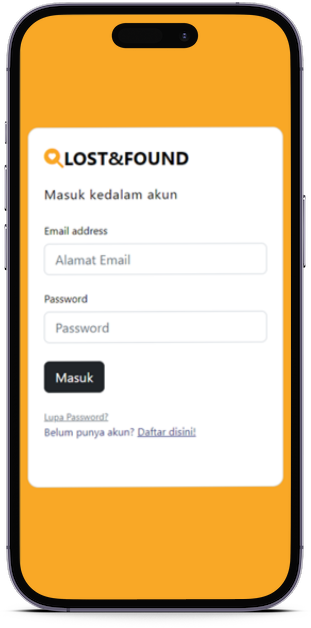 LOST&FOUND
Masuk kedalam akun
Email address
Alamat Email
Password
Password
Masuk
Lupa Password?
Belum punya akun? Daftar disini!